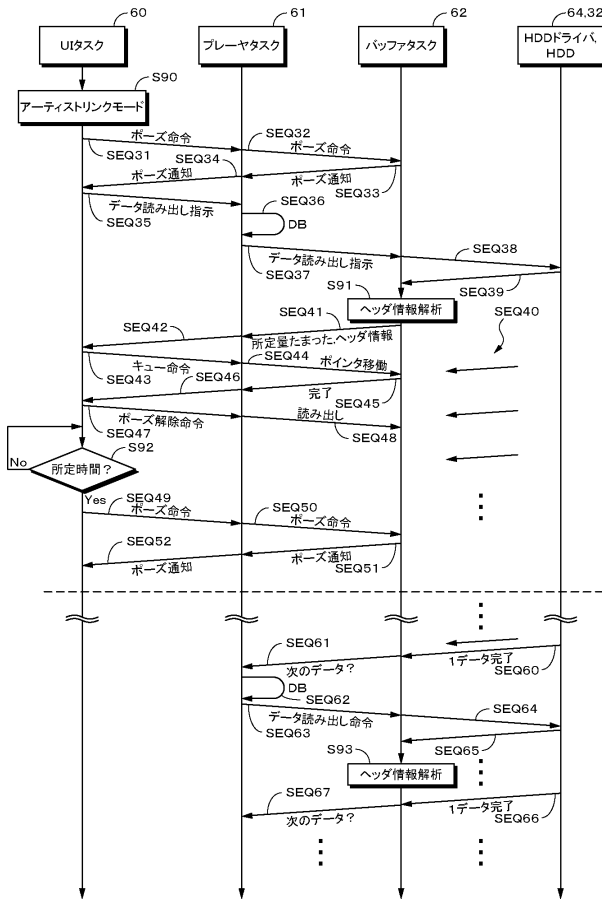 60
61
62
64,32
UIタスク
プレーヤタスク
バッファタスク
HDDドライバ,
HDD
S90
アーティストリンクモード
ポーズ命令
SEQ32
SEQ31
SEQ34
ポーズ命令
ポーズ通知
ポーズ通知
SEQ33
SEQ36
SEQ35
データ読み出し指示
DB
SEQ38
SEQ37
データ読み出し指示
S91
SEQ39
ヘッダ情報解析
SEQ40
SEQ42
SEQ41
所定量たまった,ヘッダ情報
SEQ44
キュー命令
ポインタ移動
SEQ43
SEQ46
完了
SEQ45
ポーズ解除命令
読み出し
SEQ47
SEQ48
S92
No
所定時間?
Yes
SEQ49
SEQ50
ポーズ命令
ポーズ命令
SEQ52
SEQ51
ポーズ通知
ポーズ通知
SEQ61
次のデータ?
1データ完了
SEQ60
DB
SEQ62
データ読み出し命令
SEQ64
SEQ63
S93
SEQ65
ヘッダ情報解析
SEQ67
次のデータ?
1データ完了
SEQ66